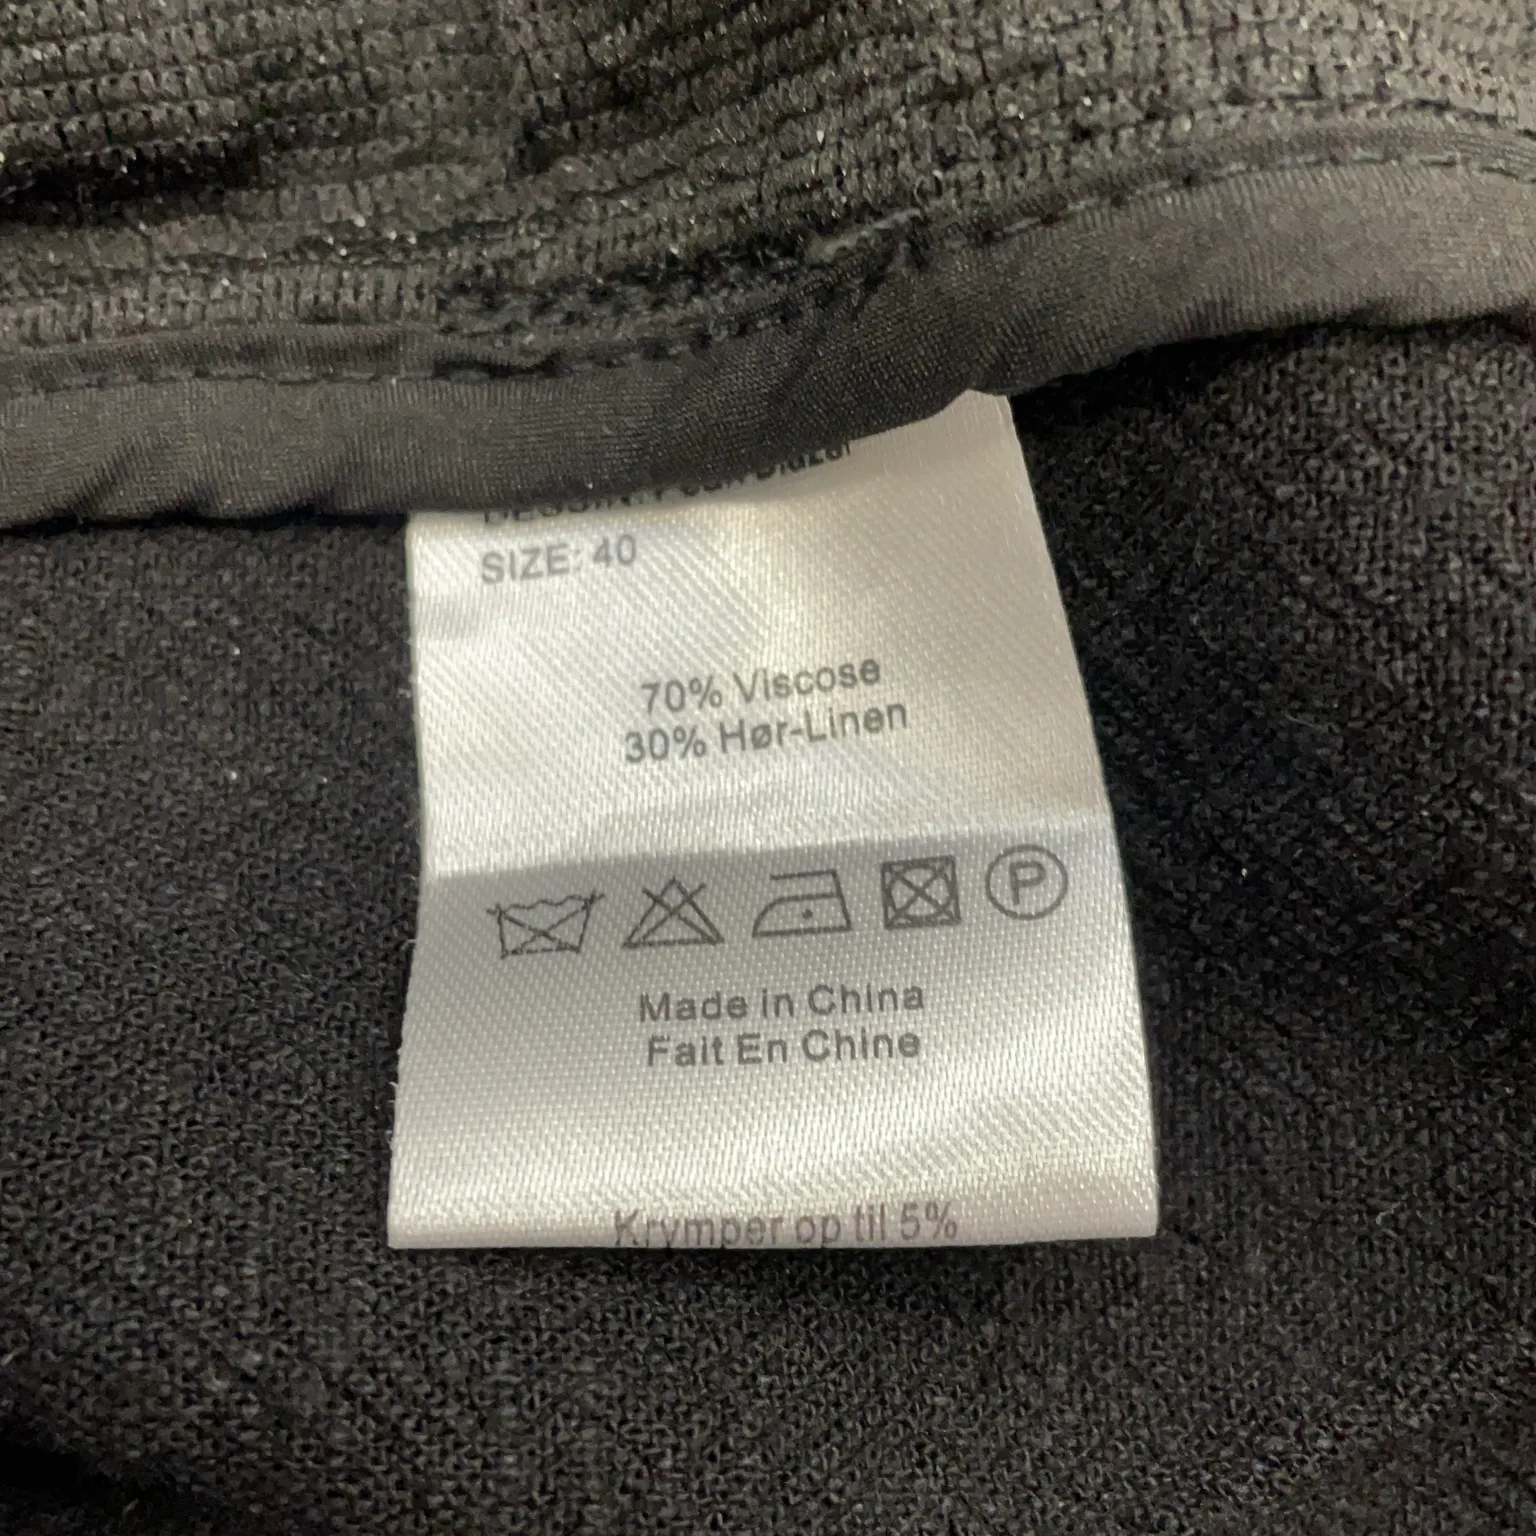 SIZE: 40
70% Viscose
30% Hør-Linen
P
Made in China
Fait En Chine
Krymper op til 5%